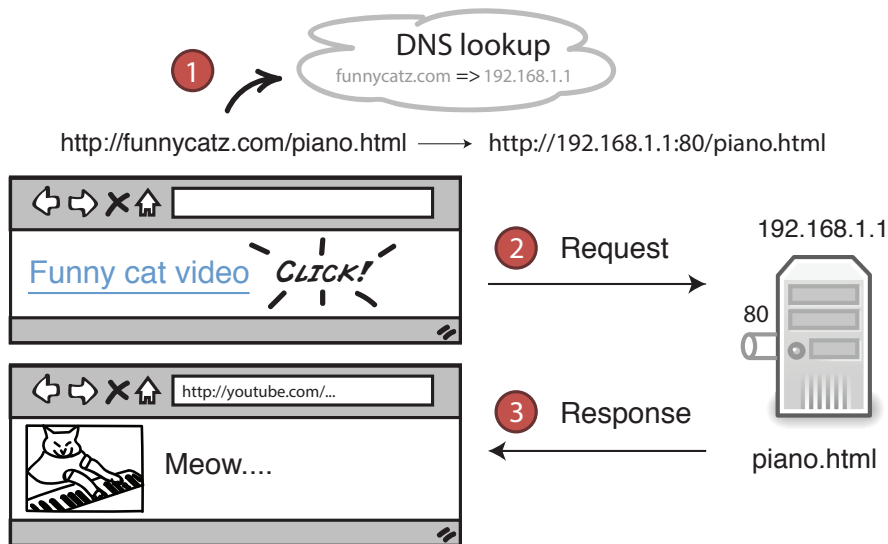 DNS lookup
funnycatz.com => 192.168.1.1
1
http://funnycatz.com/piano.html → http://192.168.1.1:80/piano.html
Funny cat video
CLICK!
2 Request
192.168.1.1
80
http://youtube.com/...
Meow....
3 Response
piano.html